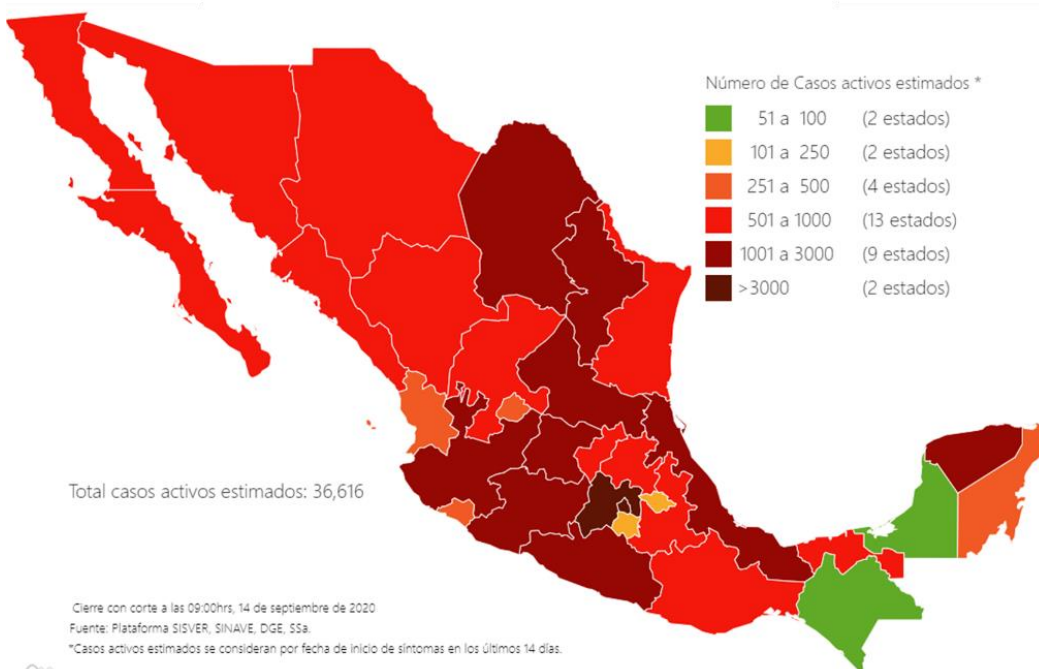 Número de Casos activos estimados *
51 a 100 (2 estados)
101 a 250 (2 estados)
251 a 500 (4 estados)
501 a 1000 (13 estados)
1001 a 3000 (9 estados)
>3000 (2 estados)
Total casos activos estimados: 36,616
Cierre con corte a las 09:00hrs, 14 de septiembre de 2020
Fuente: Plataforma SISVER, SINAVE, DGE, SSa.
*Casos activos estimados se consideran por fecha de inicio de síntomas en los últimos 14 días.